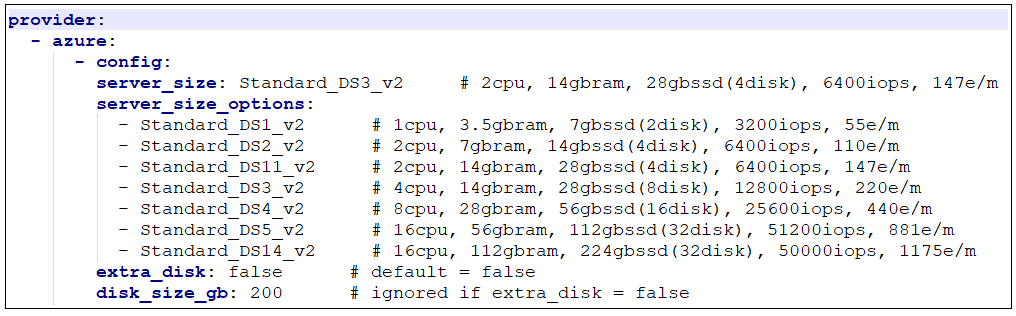 provider:
  - azure:
      - config:
        server_size: Standard_DS3_v2     # 2cpu, 14gbram, 28gbssd(4disk), 6400iops, 147e/m
        server_size_options:
          - Standard_DS1_v2      # 1cpu, 3.5gbram, 7gbssd(2disk), 3200iops, 55e/m
          - Standard_DS2_v2      # 2cpu, 7gbram, 14gbssd(4disk), 6400iops, 110e/m
          - Standard_DS11_v2     # 2cpu, 14gbram, 28gbssd(4disk), 6400iops, 147e/m
          - Standard_DS3_v2      # 4cpu, 14gbram, 28gbssd(8disk), 12800iops, 220e/m
          - Standard_DS4_v2      # 8cpu, 28gbram, 56gbssd(16disk), 25600iops, 440e/m
          - Standard_DS5_v2      # 16cpu, 56gbram, 112gbssd(32disk), 51200iops, 881e/m
          - Standard_DS14_v2     # 16cpu, 112gbram, 224gbssd(32disk), 50000iops, 1175e/m
        extra_disk: false      # default = false
        disk_size_gb: 200      # ignored if extra_disk = false